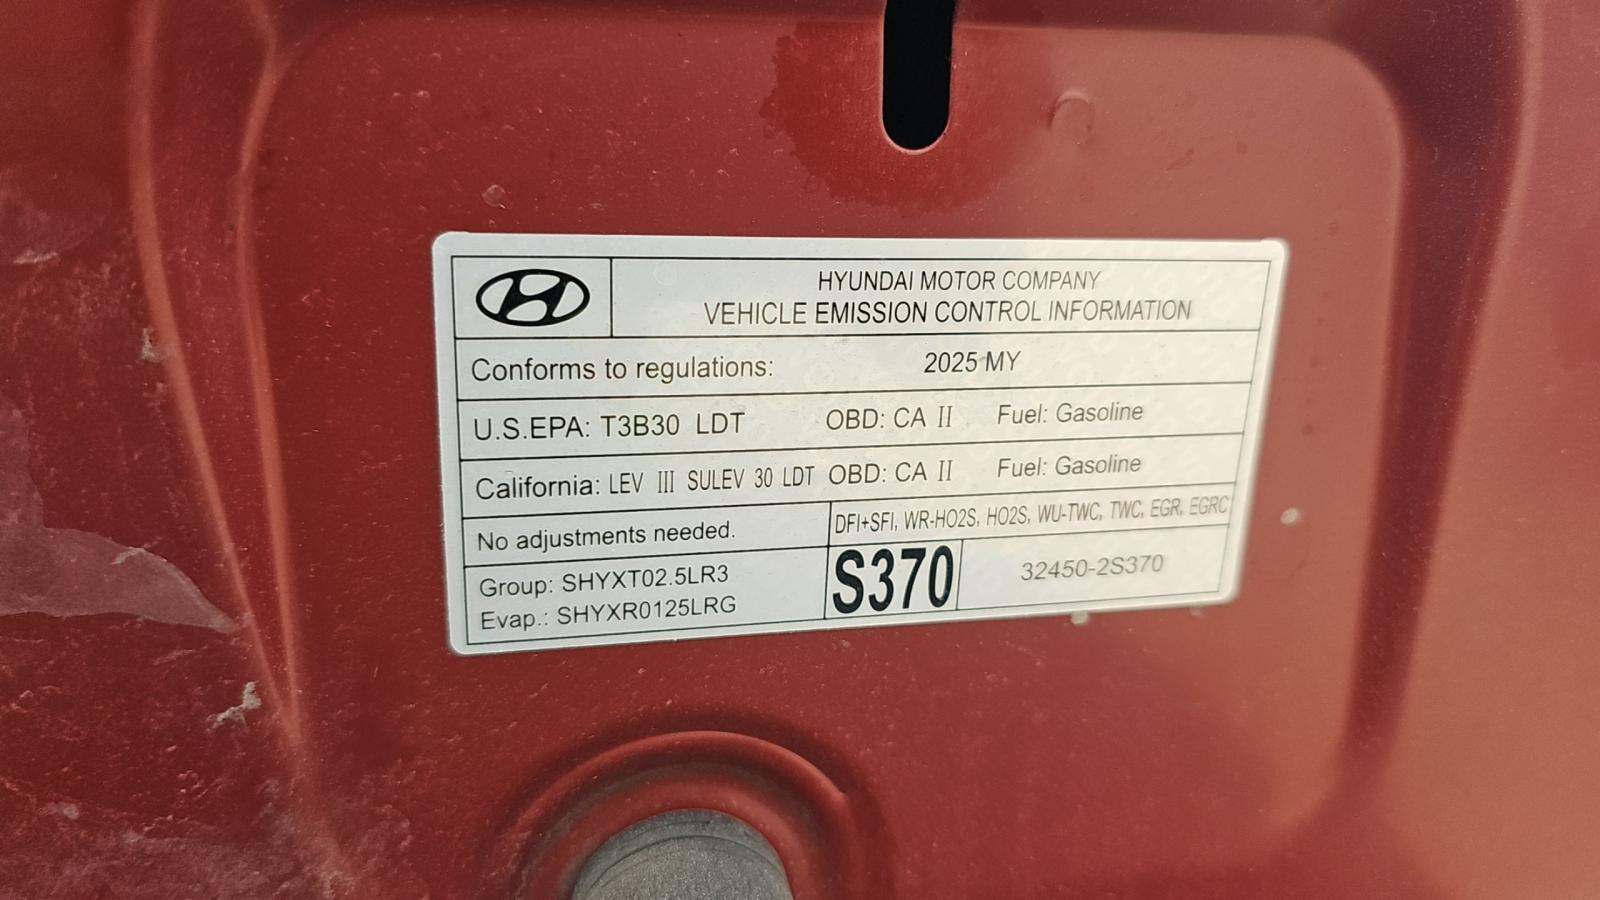 HYUNDAI MOTOR COMPANY
VEHICLE EMISSION CONTROL INFORMATION
Conforms to regulations: 2025 MY
U.S.EPA: T3B30 LDT OBD: CA II Fuel: Gasoline
California: LEV III SULEV 30 LDT OBD: CA II Fuel: Gasoline
No adjustments needed.
DFI+SFI, WR-HO2S, HO2S, WU-TWC, TWC, EGR, EGRC
Group: SHYXT02.5LR3
Evap.: SHYXR0125LRG
S370
32450-2S370